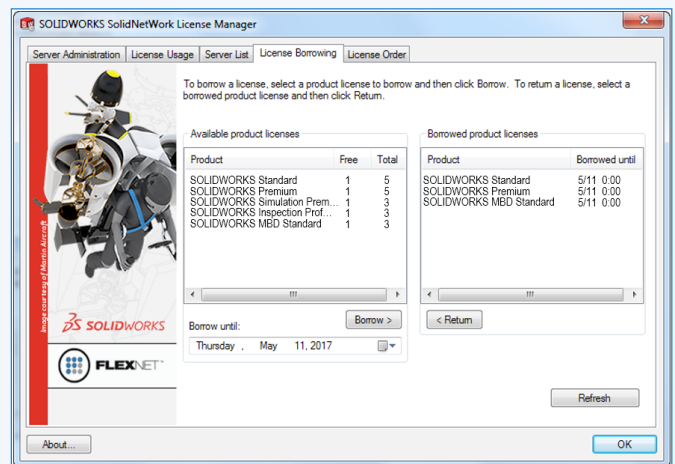 SOLIDWORKS SolidNetWork License Manager
Server Administration License Usage Server List License Borrowing License Order
To borrow a license, select a product license to borrow and then click Borrow. To return a license, select a
borrowed product license and then click Return.
Available product licenses
Product Free Total
SOLIDWORKS Standard 1 5
SOLIDWORKS Premium 1 5
SOLIDWORKS Simulation Prem... 1 3
SOLIDWORKS Inspection Prof... 1 3
SOLIDWORKS MBD Standard 1 3
Borrow until:
Borrow >
Thursday , May 11, 2017
Borrowed product licenses
Product Borrowed until
SOLIDWORKS Standard 5/11 0:00
SOLIDWORKS Premium 5/11 0:00
SOLIDWORKS MBD Standard 5/11 0:00
< Return
Refresh
Image courtesy of Martin Aircraft
SOLIDWORKS
FLEXNET
About...
OK